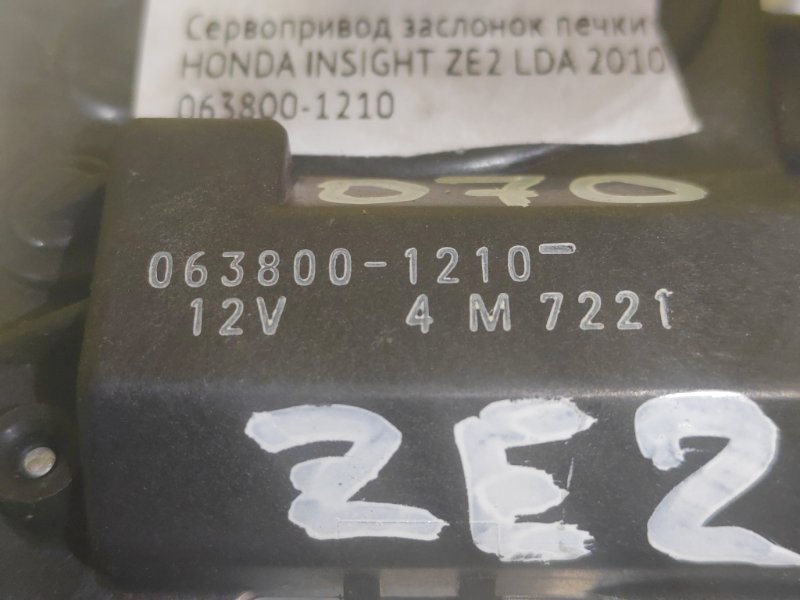 Сервопривод заслонок печки
HONDA INSIGHT ZE2 LDA 2010
063800-1210
070
063800-1210
12V 4 M 7221
ZE2